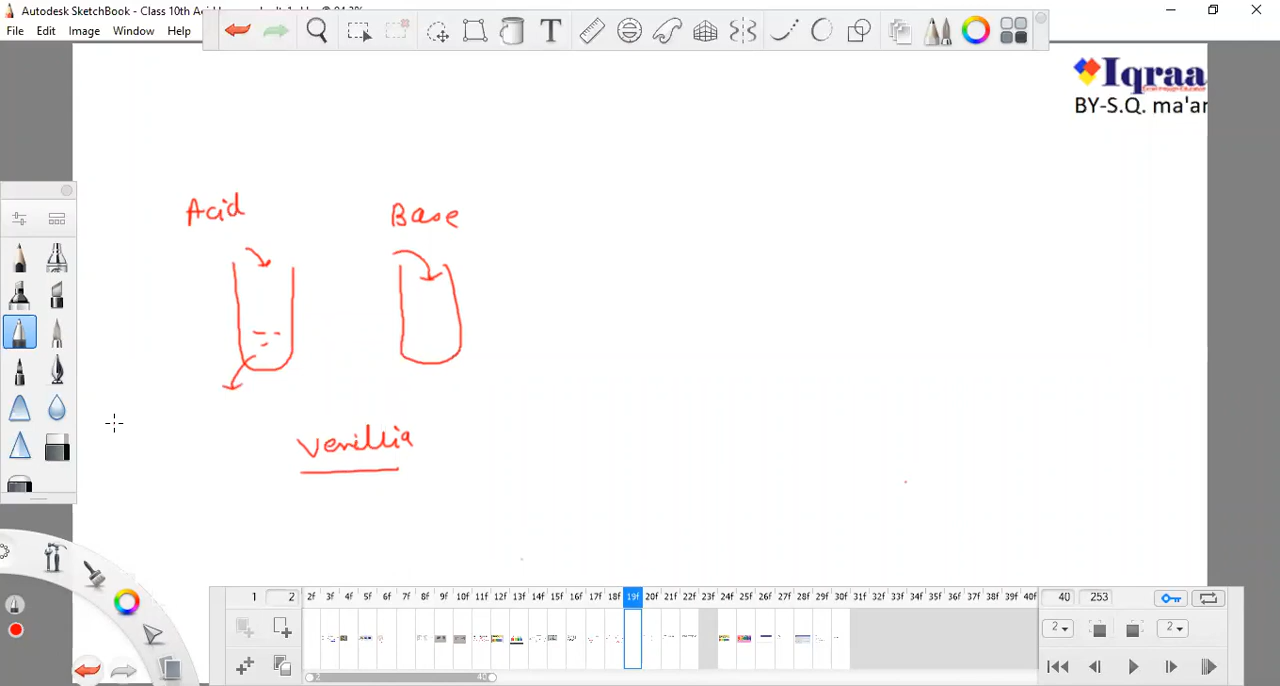 Autodesk SketchBook - Class 10th
File Edit Image Window Help
Iqraa
BY-S.Q. ma'am
Acid Base
Venillia
1 2 2f 3f 4f 5f 6f 7f 8f 9f 10f 11f 12f 13f 14f 15f 16f 17f 18f 19f 20f 21f 22f 23f 24f 25f 26f 27f 28f 29f 30f 31f 32f 33f 34f 35f 36f 37f 38f 39f 40f 40 253
2 2
2